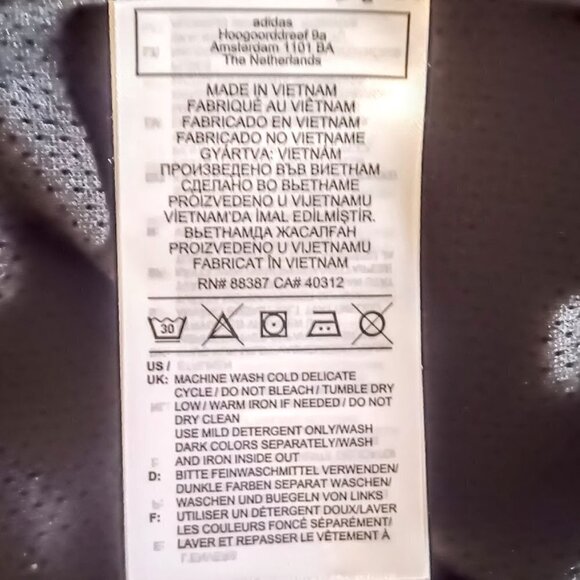 adidas
Hoogoorddreef 9a
Amsterdam 1101 BA
The Netherlands
MADE IN VIETNAM
FABRIQUÉ AU VIÊTNAM
FABRICADO EN VIETNAM
FABRICADO NO VIETNAME
GYÁRTVA: VIETNÁM
ПРОИЗВЕДЕНО ВЪВ ВИЕТНАМ
СДЕЛАНО ВО ВЬЕТНАМЕ
PROIZVEDENO U VIJETNAMU
VİETNAM'DA İMAL EDİLMİŞTİR.
ВЬЕТНАМДА ЖАСАЛҒАН
PROIZVEDENO U VIJETNAMU
FABRICAT ÎN VIETNAM
RN# 88387 CA# 40312
30
US /
UK: MACHINE WASH COLD DELICATE
CYCLE / DO NOT BLEACH / TUMBLE DRY
LOW / WARM IRON IF NEEDED / DO NOT
DRY CLEAN
USE MILD DETERGENT ONLY/WASH
DARK COLORS SEPARATELY/WASH
AND IRON INSIDE OUT
D: BITTE FEINWASCHMITTEL VERWENDEN/
DUNKLE FARBEN SEPARAT WASCHEN/
WASCHEN UND BUEGELN VON LINKS
F: UTILISER UN DÉTERGENT DOUX/LAVER
LES COULEURS FONCÉ SÉPARÉMENT/
LAVER ET REPASSER LE VÊTEMENT À